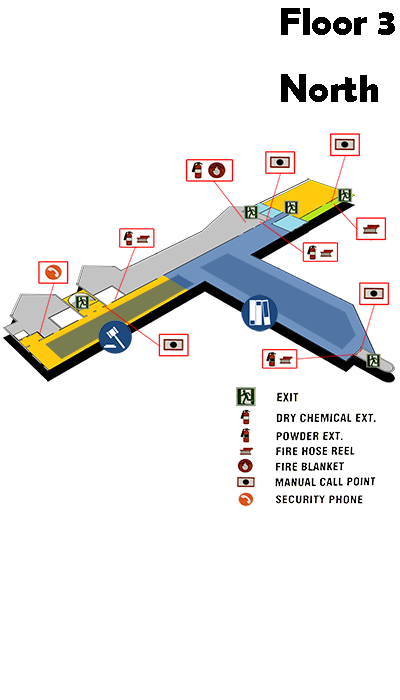 Floor 3
North
EXIT
DRY CHEMICAL EXT.
POWDER EXT.
FIRE HOSE REEL
FIRE BLANKET
MANUAL CALL POINT
SECURITY PHONE